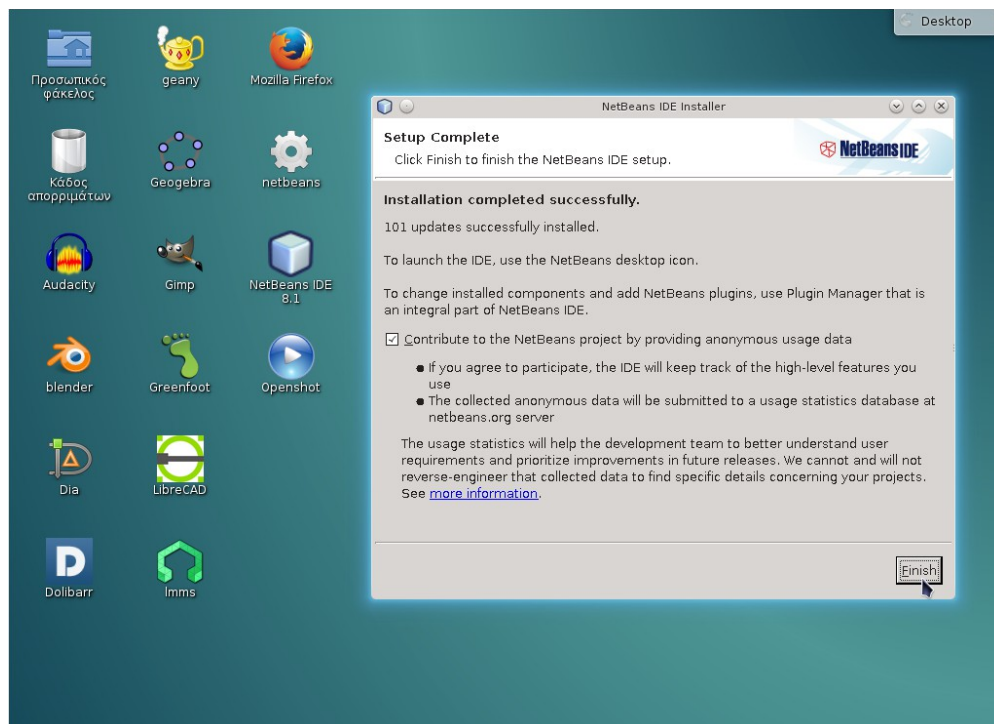 Desktop
Προσωπικός
φάκελος
geany
Mozilla Firefox
Κάδος
απορριμάτων
Geogebra
netbeans
Audacity
Gimp
NetBeans IDE
8.1
blender
Greenfoot
Openshot
Dia
LibreCAD
D
Dolibarr
lmms
NetBeans IDE Installer
Setup Complete
Click Finish to finish the NetBeans IDE setup.
NetBeans IDE
Installation completed successfully.
101 updates successfully installed.
To launch the IDE, use the NetBeans desktop icon.
To change installed components and add NetBeans plugins, use Plugin Manager that is
an integral part of NetBeans IDE.
Contribute to the NetBeans project by providing anonymous usage data
If you agree to participate, the IDE will keep track of the high-level features you
use
The collected anonymous data will be submitted to a usage statistics database at
netbeans.org server
The usage statistics will help the development team to better understand user
requirements and prioritize improvements in future releases. We cannot and will not
reverse-engineer that collected data to find specific details concerning your projects.
See more information.
Finish